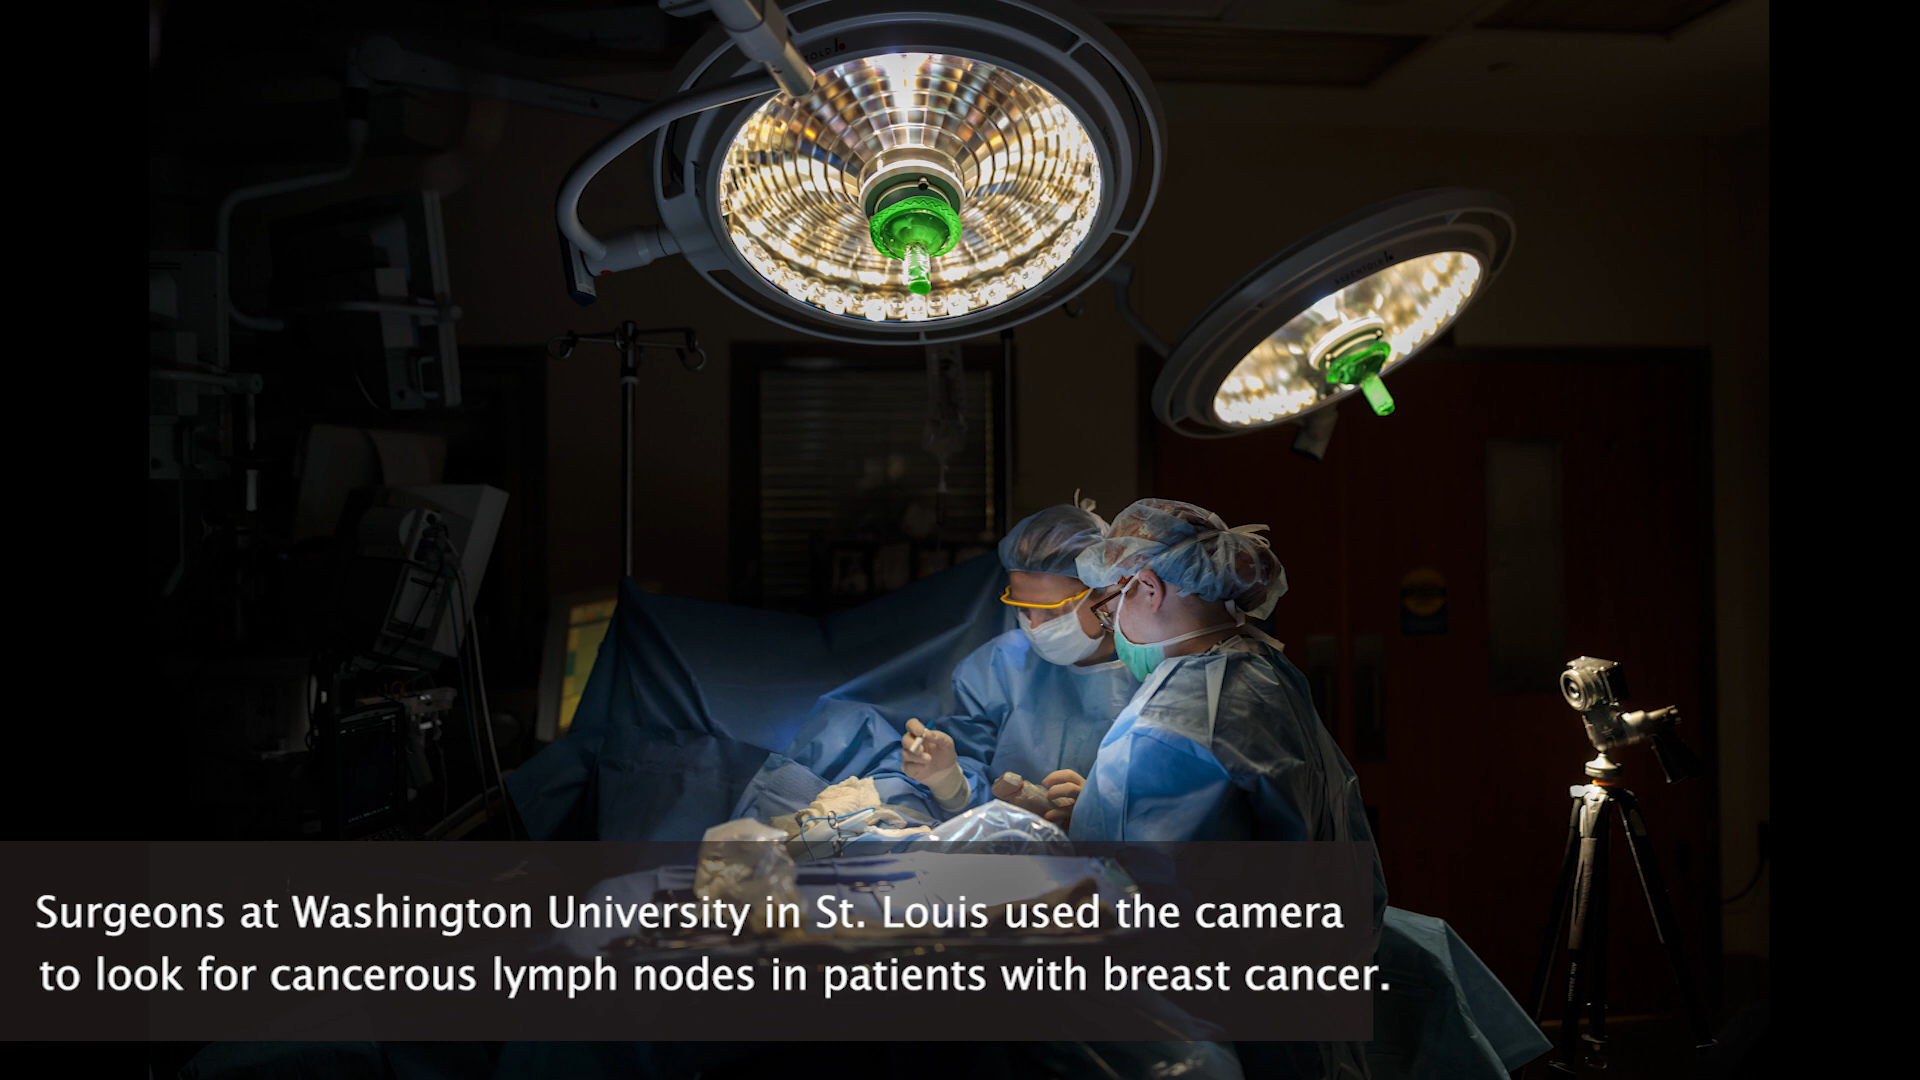 Surgeons at Washington University in St. Louis used the camera
to look for cancerous lymph nodes in patients with breast cancer.